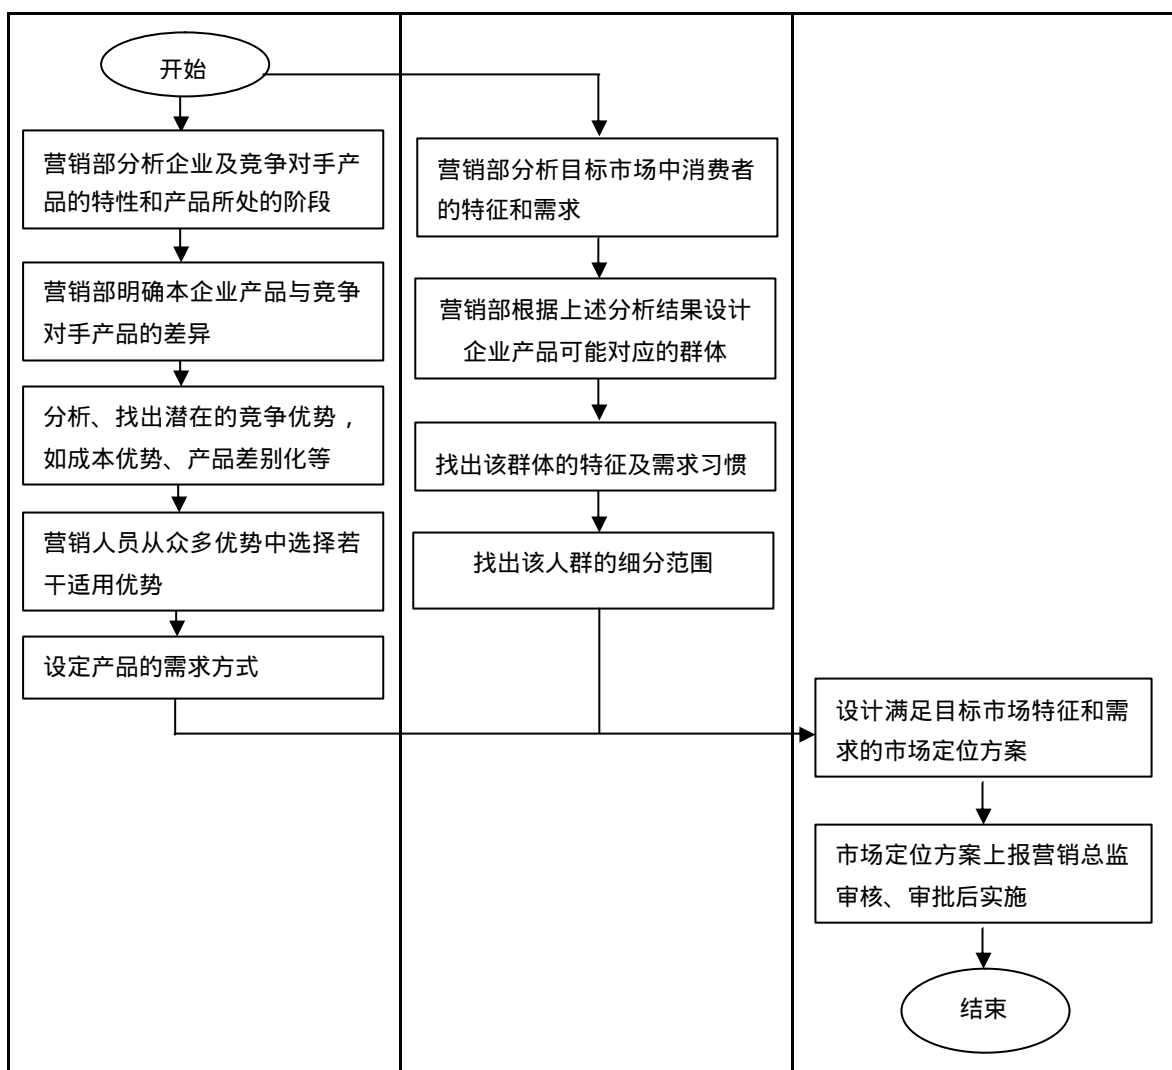 开始
营销部分析企业及竞争对手产
品的特性和产品所处的阶段
营销部明确本企业产品与竞争
对手产品的差异
分析、找出潜在的竞争优势，
如成本优势、产品差别化等
营销人员从众多优势中选择若
干适用优势
设定产品的需求方式
营销部分析目标市场中消费者
的特征和需求
营销部根据上述分析结果设计
企业产品可能对应的群体
找出该群体的特征及需求习惯
找出该人群的细分范围
设计满足目标市场特征和需
求的市场定位方案
市场定位方案上报营销总监
审核、审批后实施
结束